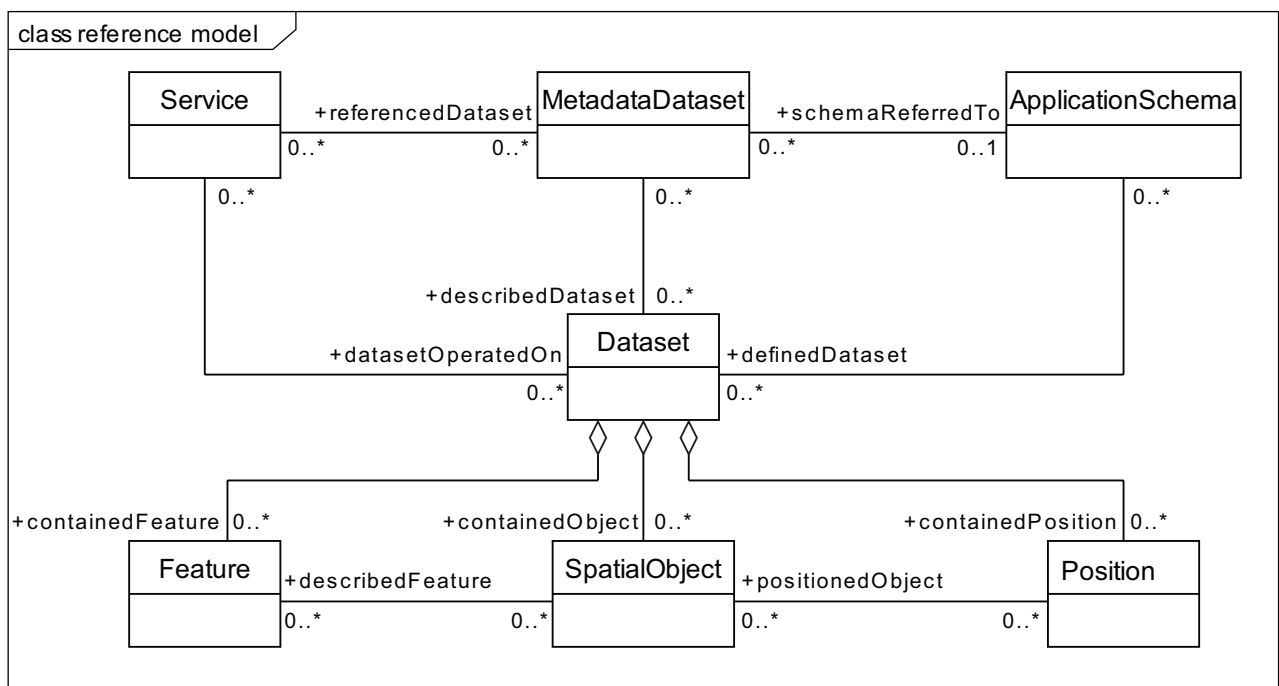 class reference model
Service
MetadataDataset
ApplicationSchema
+referencedDataset
+schemaReferredTo
0..*
0..*
0..*
0..1
0..*
0..*
0..*
+describedDataset
0..*
Dataset
+datasetOperatedOn
+definedDataset
0..*
0..*
+containedFeature
0..*
+containedObject
0..*
+containedPosition
0..*
Feature
SpatialObject
Position
+describedFeature
+positionedObject
0..*
0..*
0..*
0..*